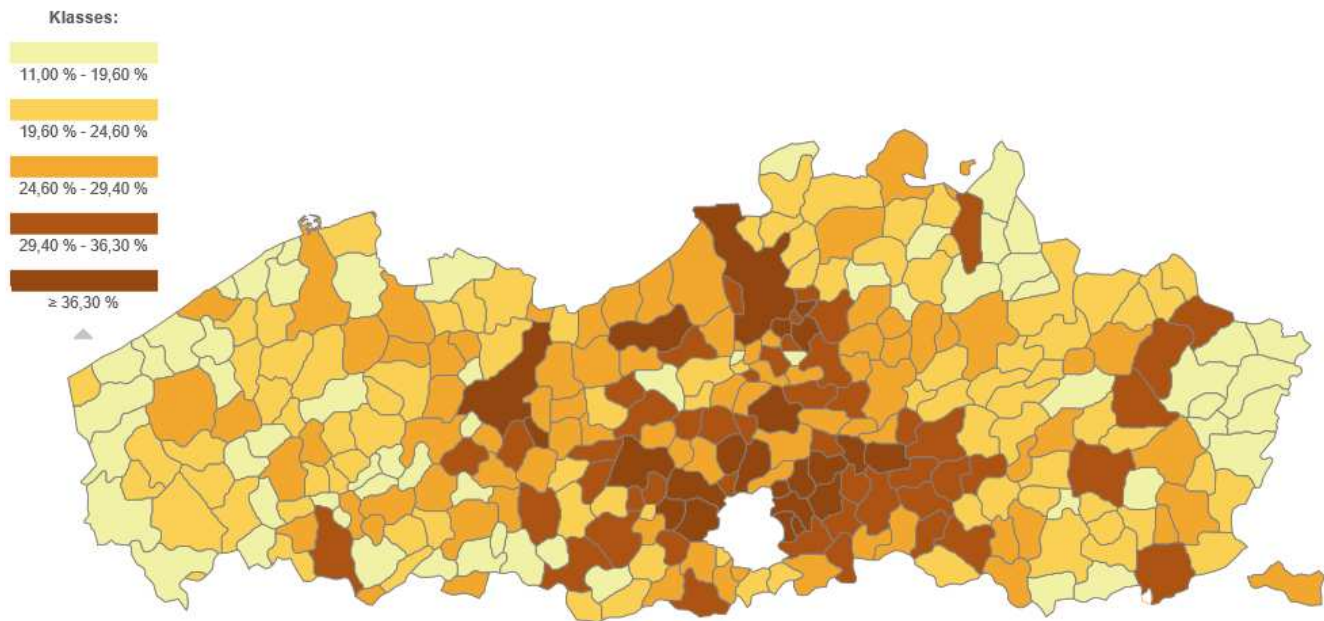 Klasses:
11,00 % - 19,60 %
19,60 % - 24,60 %
24,60 % - 29,40 %
29,40 % - 36,30 %
≥ 36,30 %